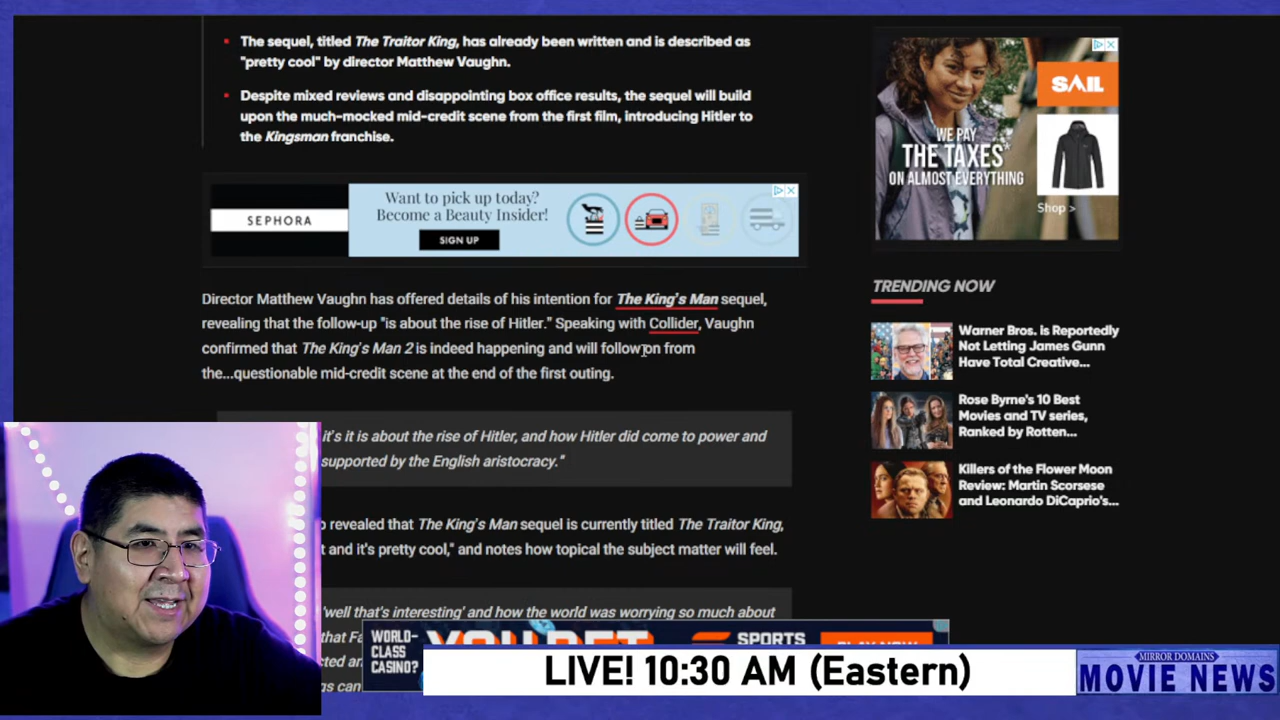 The sequel, titled The Traitor King, has already been written and is described as
"pretty cool" by director Matthew Vaughn.
Despite mixed reviews and disappointing box office results, the sequel will build
upon the much-mocked mid-credit scene from the first film, introducing Hitler to
the Kingsman franchise.
SEPHORA
Want to pick up today?
Become a Beauty Insider!
SIGN UP
SAIL
WE PAY
THE TAXES*
ON ALMOST EVERYTHING
Shop >
Director Matthew Vaughn has offered details of his intention for The King's Man sequel,
revealing that the follow-up "is about the rise of Hitler." Speaking with Collider, Vaughn
confirmed that The King's Man 2 is indeed happening and will follow on from
the...questionable mid-credit scene at the end of the first outing.
it's it is about the rise of Hitler, and how Hitler did come to power and
supported by the English aristocracy."
revealed that The King's Man sequel is currently titled The Traitor King,
and it's pretty cool," and notes how topical the subject matter will feel.
'well that's interesting' and how the world was worrying so much about
that
TRENDING NOW
Warner Bros. is Reportedly
Not Letting James Gunn
Have Total Creative...
Rose Byrne's 10 Best
Movies and TV series,
Ranked by Rotten...
Killers of the Flower Moon
Review: Martin Scorsese
and Leonardo DiCaprio's...
WORLD-
CLASS
CASINO?
SPORTS
LIVE! 10:30 AM (Eastern)
MIRROR DOMAINS
MOVIE NEWS